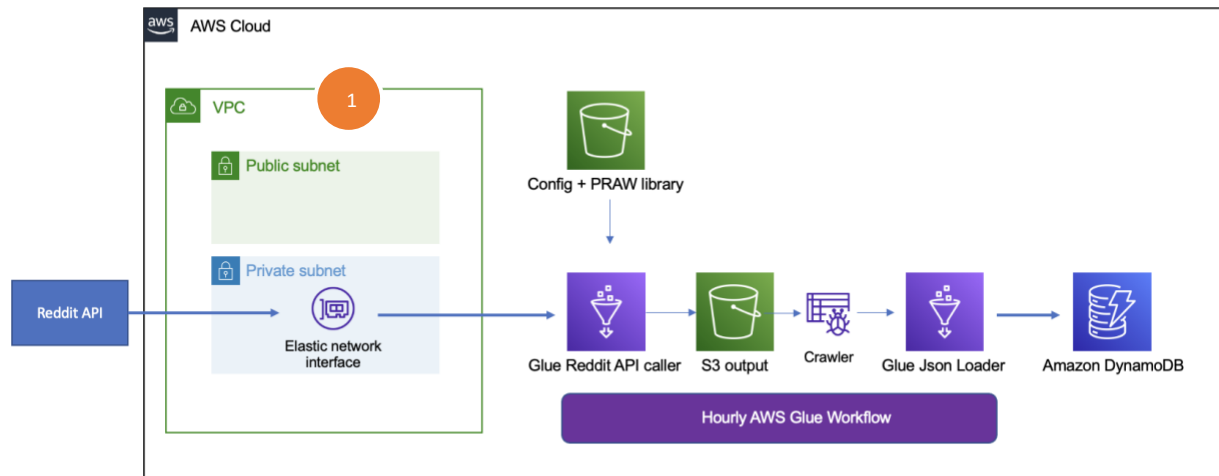 aws
AWS Cloud
VPC
1
Public subnet
Config + PRAW library
Private subnet
Reddit API
Elastic network
interface
Glue Reddit API caller
S3 output
Crawler
Glue Json Loader
Amazon DynamoDB
Hourly AWS Glue Workflow